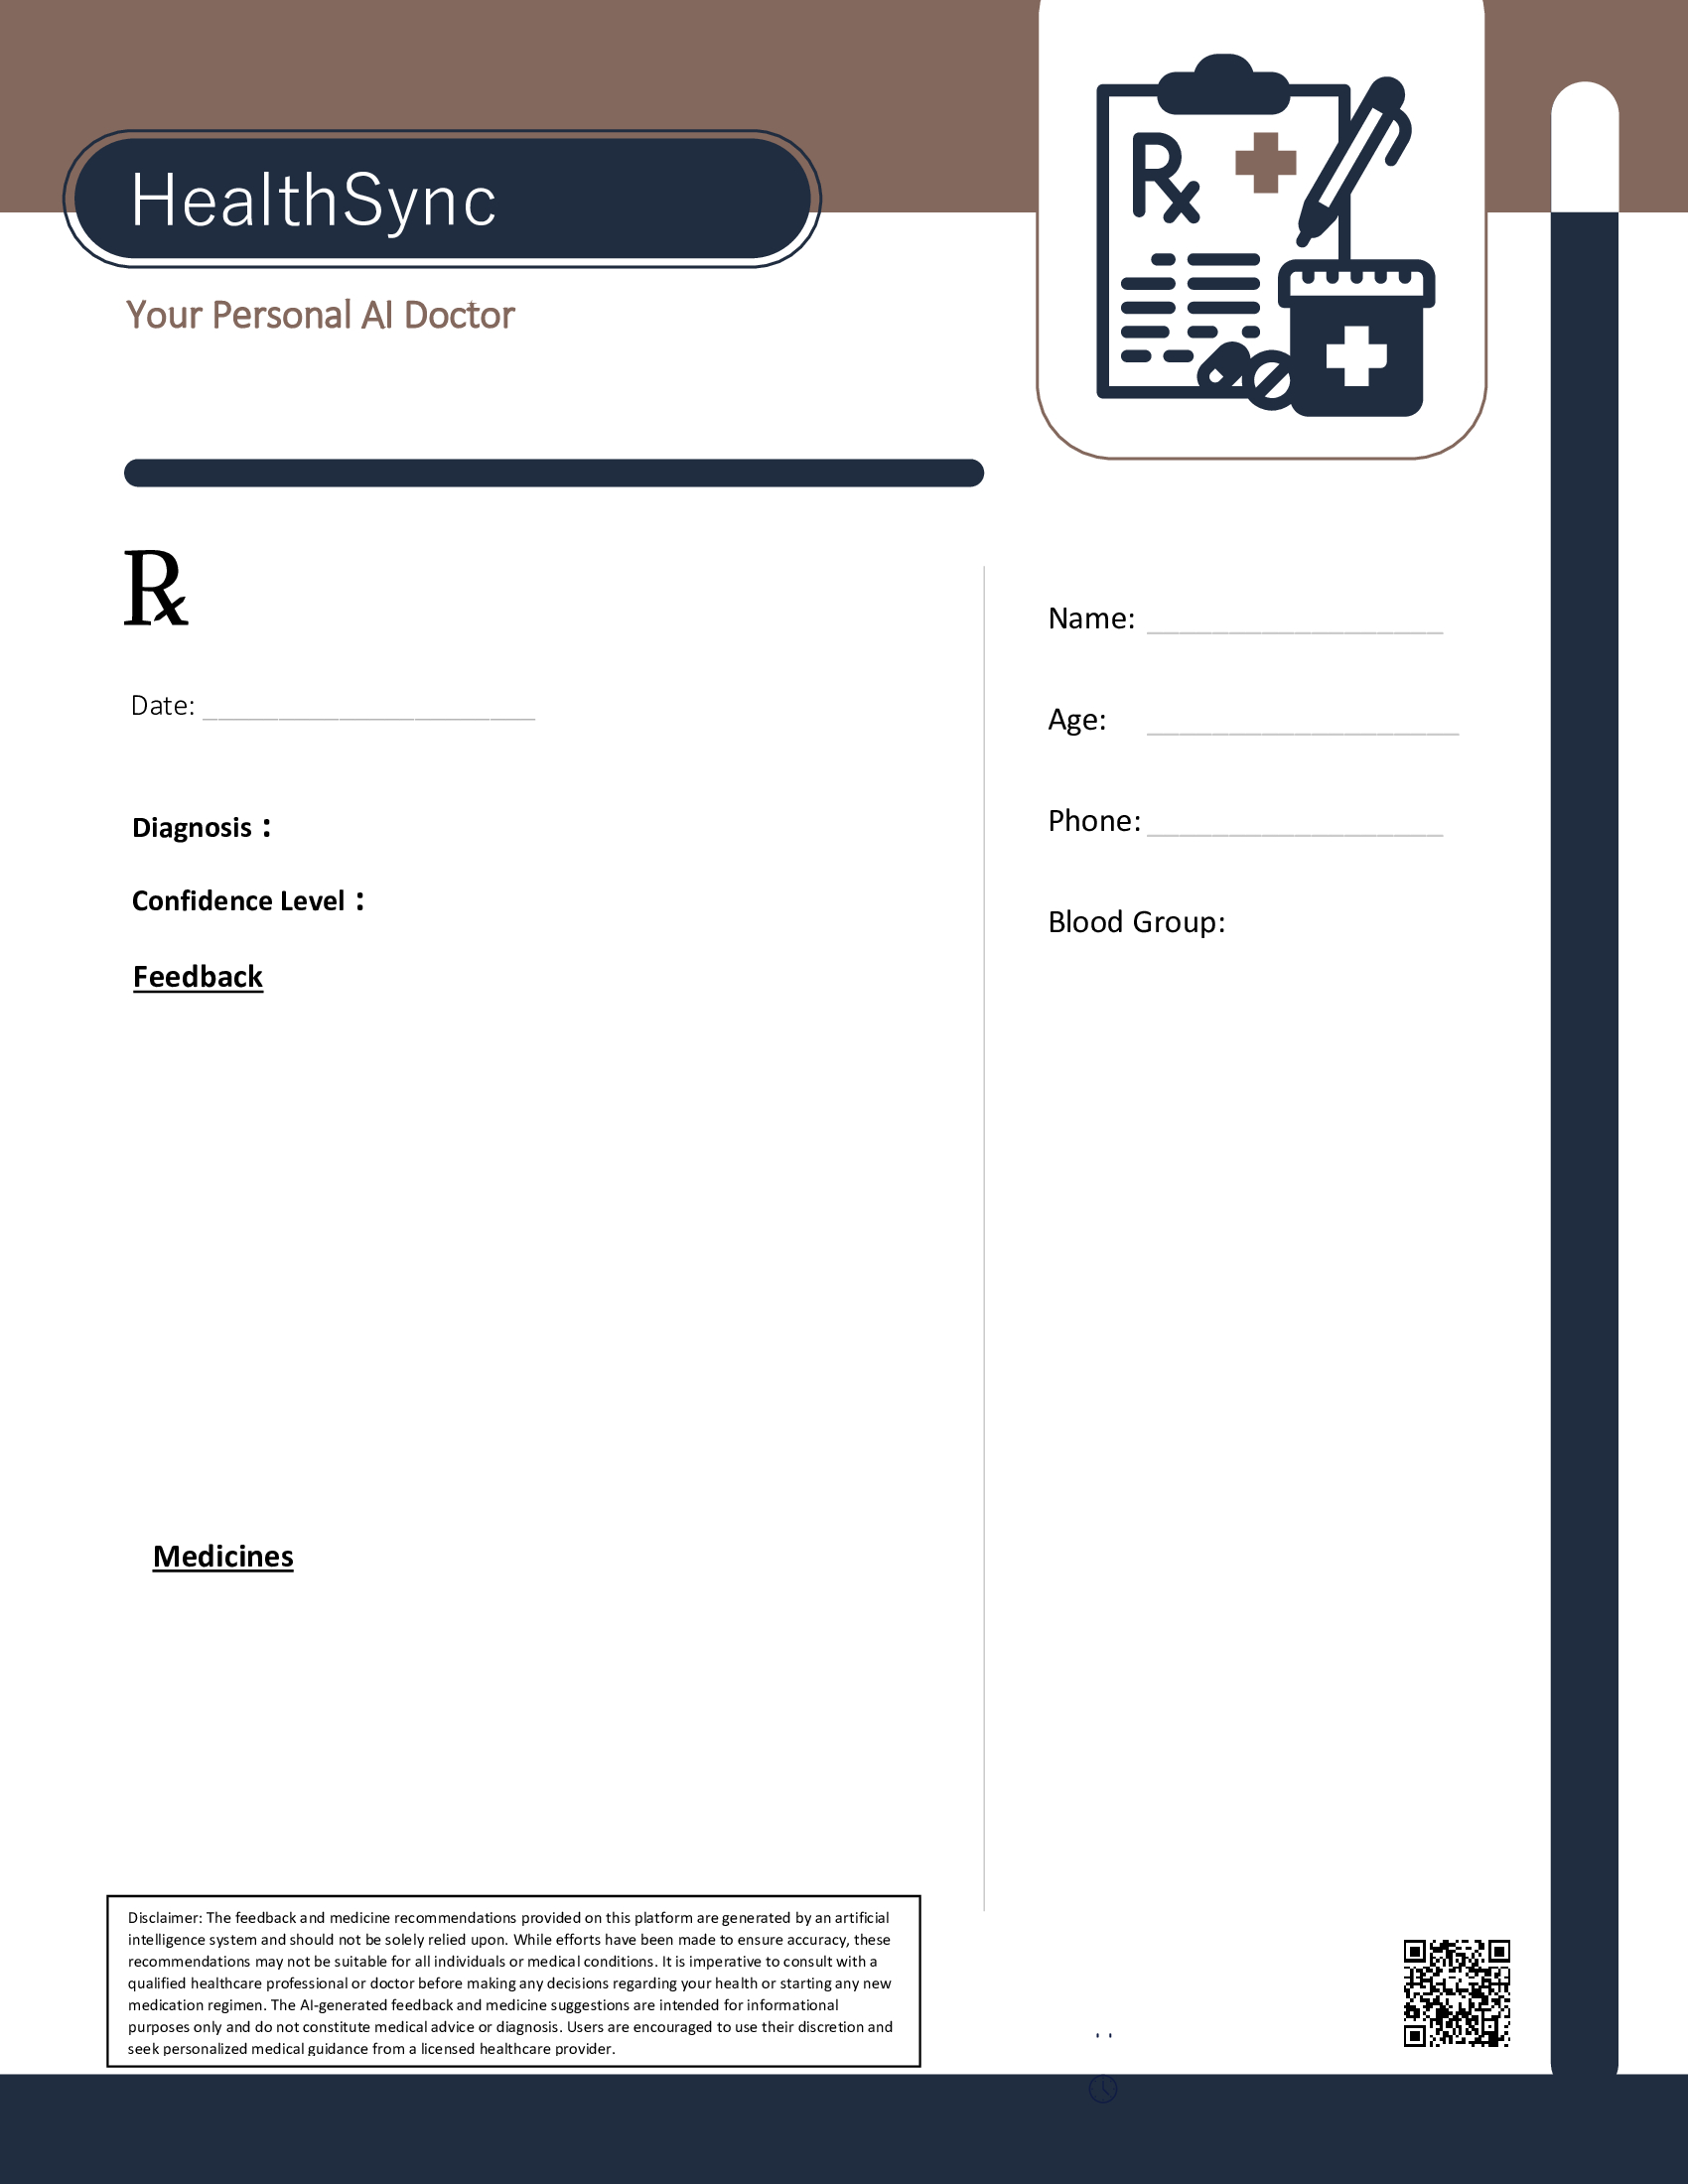 HealthSync
Your Personal AI Doctor
Rx
Rx
Date: ______________________
Diagnosis :
Confidence Level :
Feedback
Medicines
Name: __________________
Age: ___________________
Phone: __________________
Blood Group:
Disclaimer: The feedback and medicine recommendations provided on this platform are generated by an artificial
intelligence system and should not be solely relied upon. While efforts have been made to ensure accuracy, these
recommendations may not be suitable for all individuals or medical conditions. It is imperative to consult with a
qualified healthcare professional or doctor before making any decisions regarding your health or starting any new
medication regimen. The AI-generated feedback and medicine suggestions are intended for informational
purposes only and do not constitute medical advice or diagnosis. Users are encouraged to use their discretion and
seek personalized medical guidance from a licensed healthcare provider.